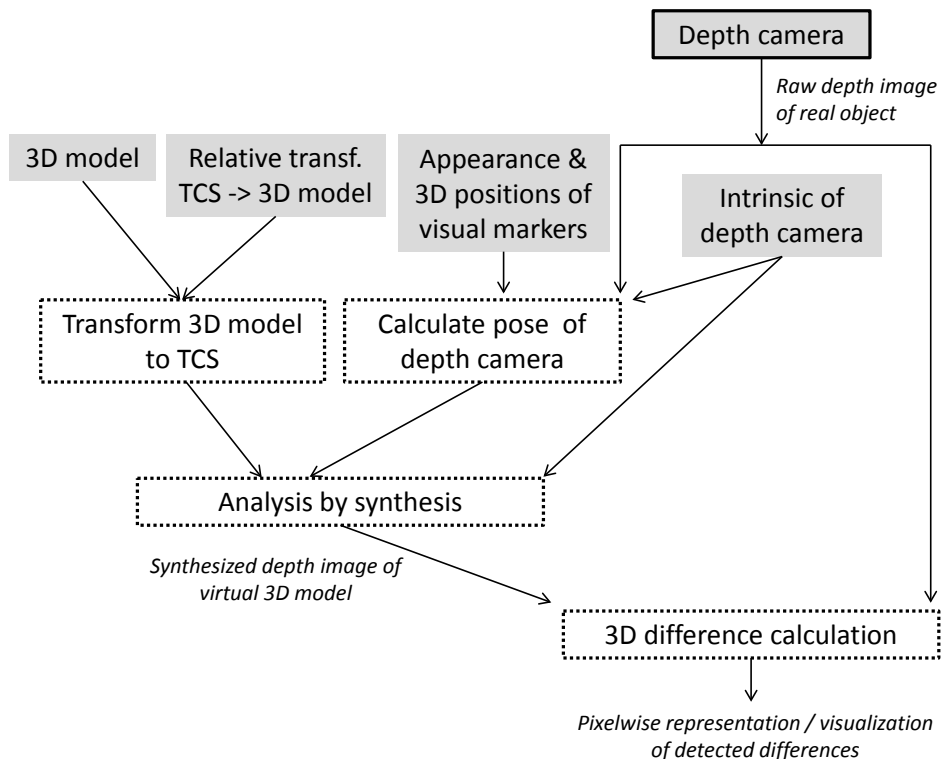 Depth camera
Raw depth image
of real object
3D model
Relative transf.
TCS -> 3D model
Appearance &
3D positions of
visual markers
Intrinsic of
depth camera
Transform 3D model
to TCS
Calculate pose of
depth camera
Analysis by synthesis
Synthesized depth image of
virtual 3D model
3D difference calculation
Pixelwise representation / visualization
of detected differences